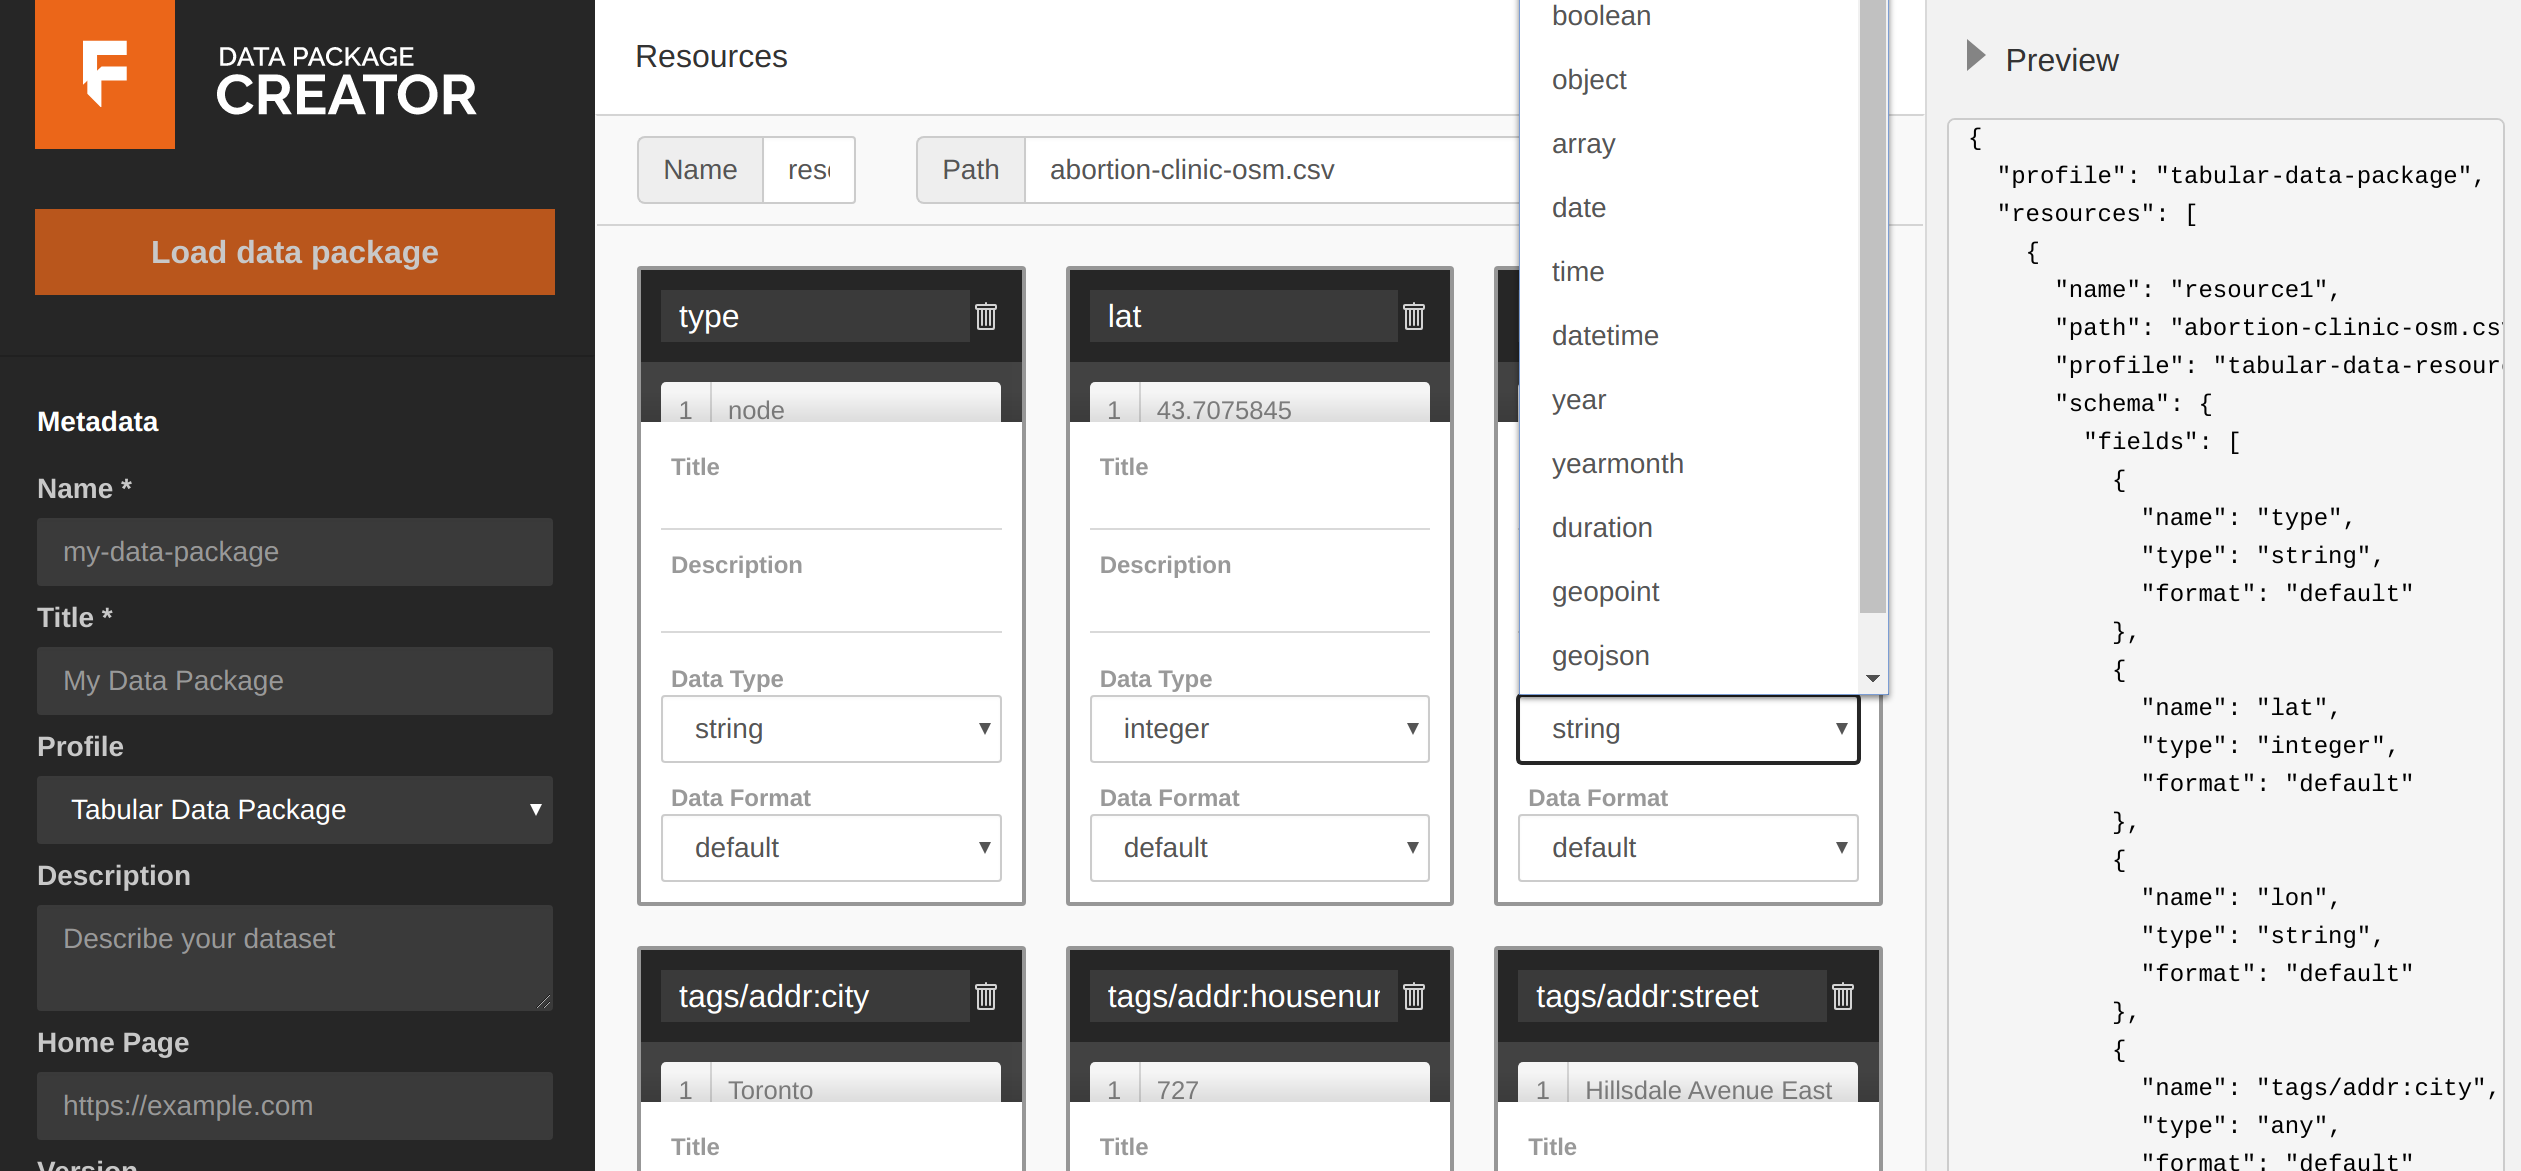 DATA PACKAGE
CREATOR
Load data package
Metadata
Name *
my-data-package
Title *
My Data Package
Profile
Tabular Data Package
Description
Describe your dataset
Home Page
https://example.com
Version
Resources
Name
Path abortion-clinic-osm.csv
type
1 node
Title
Description
Data Type
string
Data Format
default
lat
1 43.7075845
Title
Description
Data Type
integer
Data Format
default
boolean
object
array
date
time
datetime
year
yearmonth
duration
geopoint
geojson
string
Data Format
default
tags/addr:city
1 Toronto
Title
tags/addr:housenu
1 727
Title
tags/addr:street
1 Hillsdale Avenue East
Title
Preview
{
"profile": "tabular-data-package",
"resources": [
{
"name": "resource1",
"path": "abortion-clinic-osm.cs
"profile": "tabular-data-resour
"schema": {
"fields": [
{
"name": "type",
"type": "string",
"format": "default"
},
{
"name": "lat",
"type": "integer",
"format": "default"
},
{
"name": "lon",
"type": "string",
"format": "default"
},
{
"name": "tags/addr:city",
"type": "any",
"format": "default"